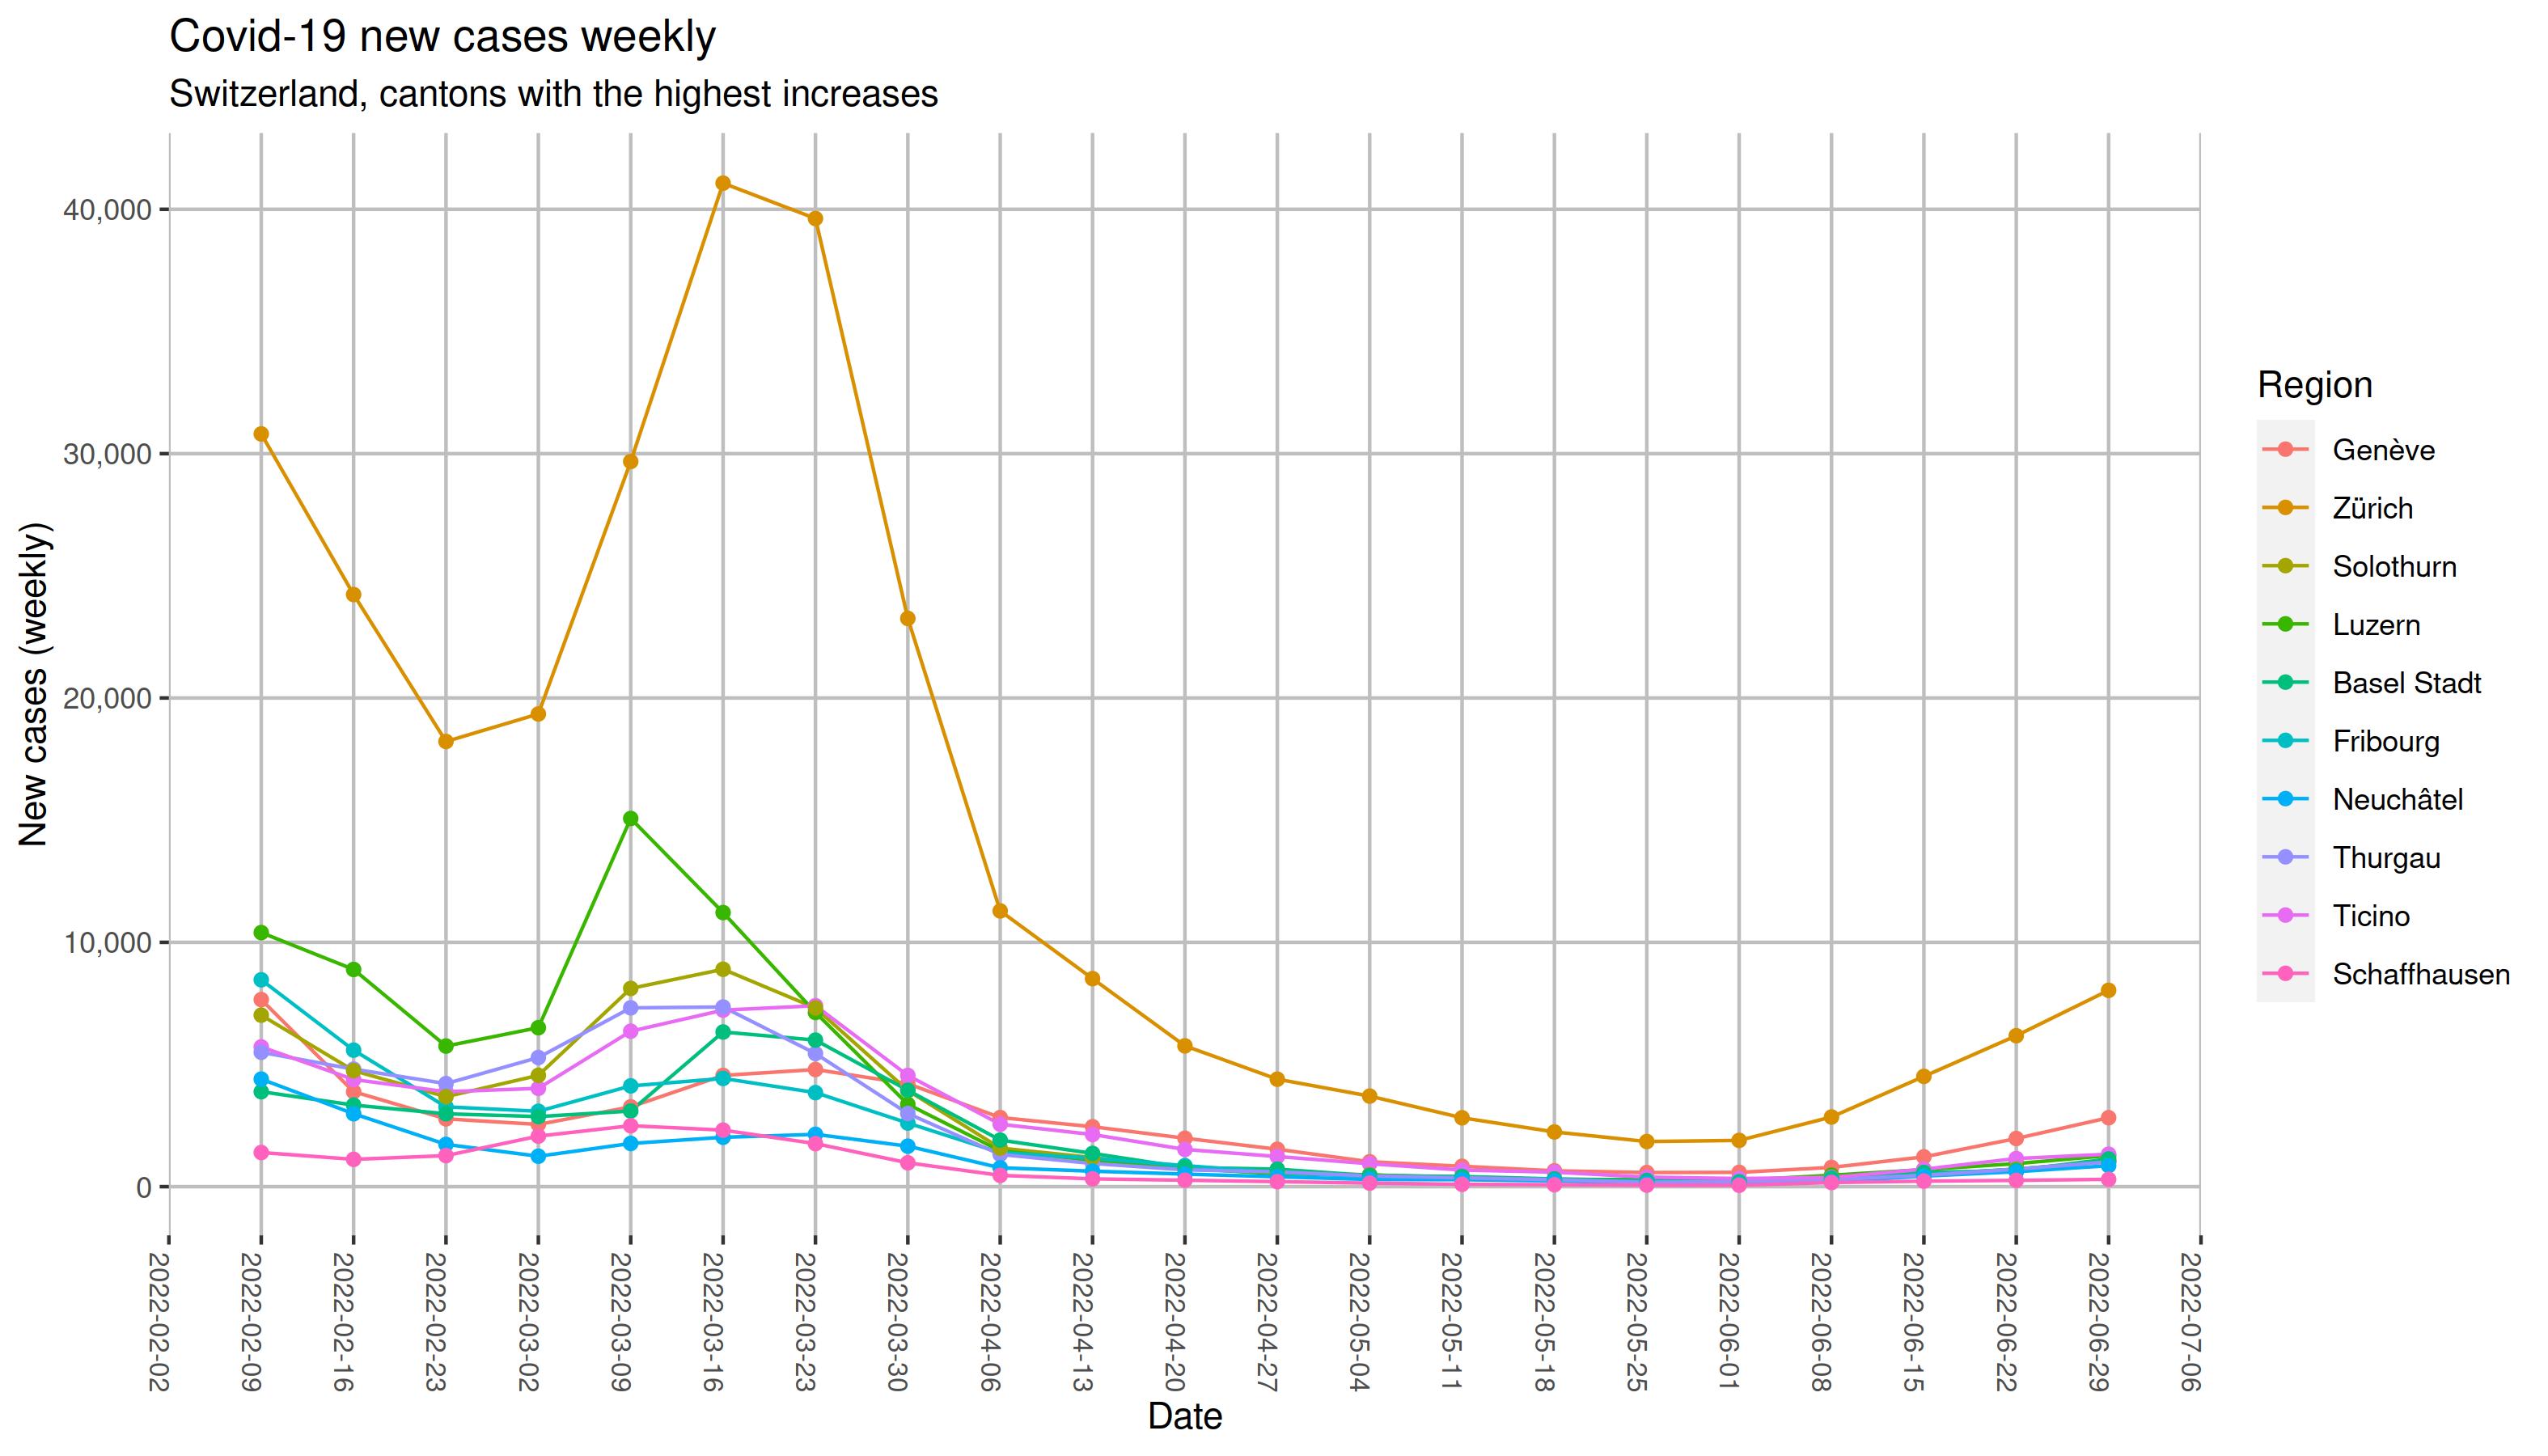 Covid-19 new cases weekly
Switzerland, cantons with the highest increases
New cases (weekly)
40,000
30,000
20,000
10,000
0
2022-02-02
2022-02-09
2022-02-16
2022-02-23
2022-03-02
2022-03-09
2022-03-16
2022-03-23
2022-03-30
2022-04-06
2022-04-13
2022-04-20
2022-04-27
2022-05-04
2022-05-11
2022-05-18
2022-05-25
2022-06-01
2022-06-08
2022-06-15
2022-06-22
2022-06-29
2022-07-06
Date
Region
Genève
Zürich
Solothurn
Luzern
Basel Stadt
Fribourg
Neuchâtel
Thurgau
Ticino
Schaffhausen